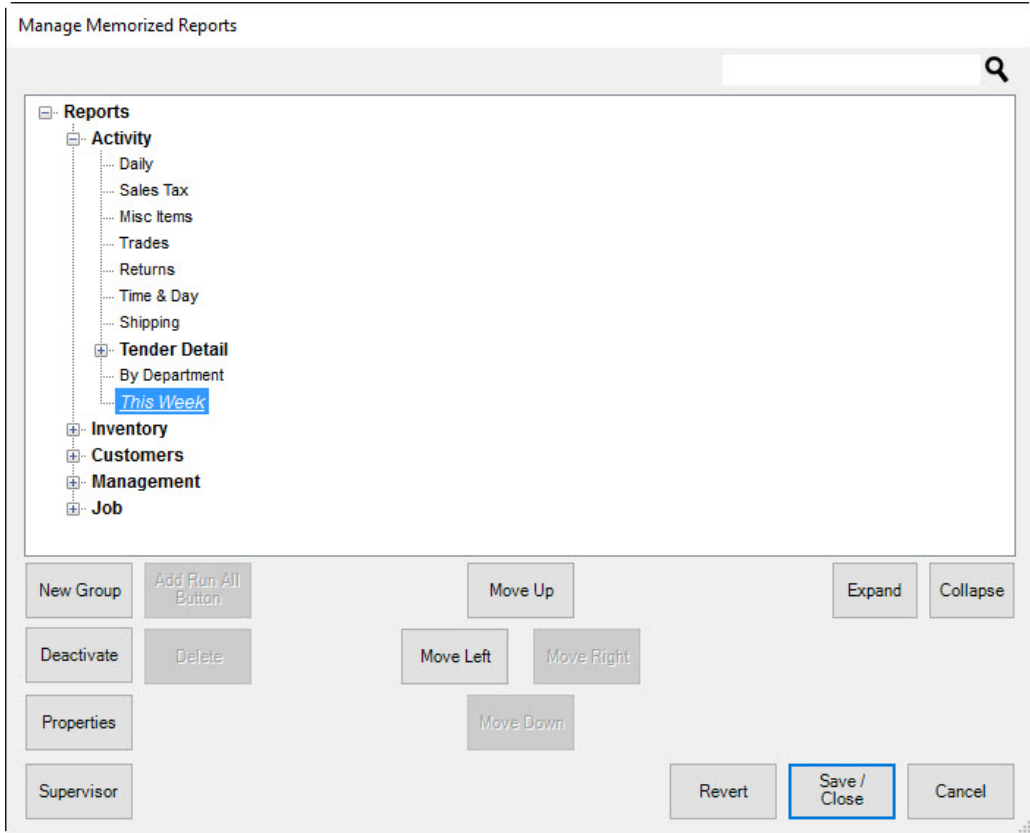 Manage Memorized Reports
Reports
Activity
Daily
Sales Tax
Misc Items
Trades
Returns
Time & Day
Shipping
Tender Detail
By Department
This Week
Inventory
Customers
Management
Job
New Group
Add Run All
Button
Move Up
Expand
Collapse
Deactivate
Delete
Move Left
Move Right
Properties
Move Down
Supervisor
Revert
Save /
Close
Cancel